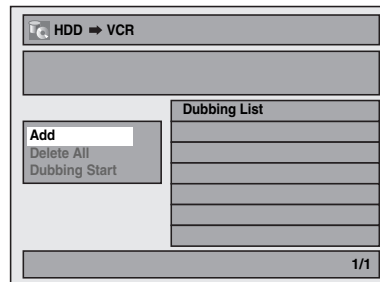 HDD ➡ VCR
Dubbing List
Add
Delete All
Dubbing Start
1/1